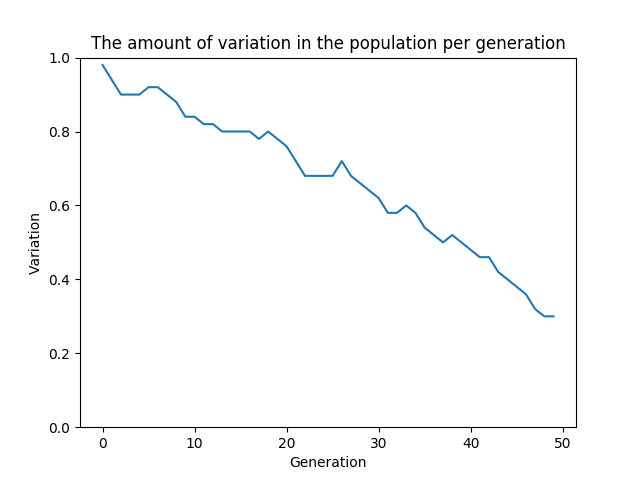 The amount of variation in the population per generation
1.0
0.8
0.6
0.4
0.2
0.0
Variation
0 10 20 30 40 50
Generation